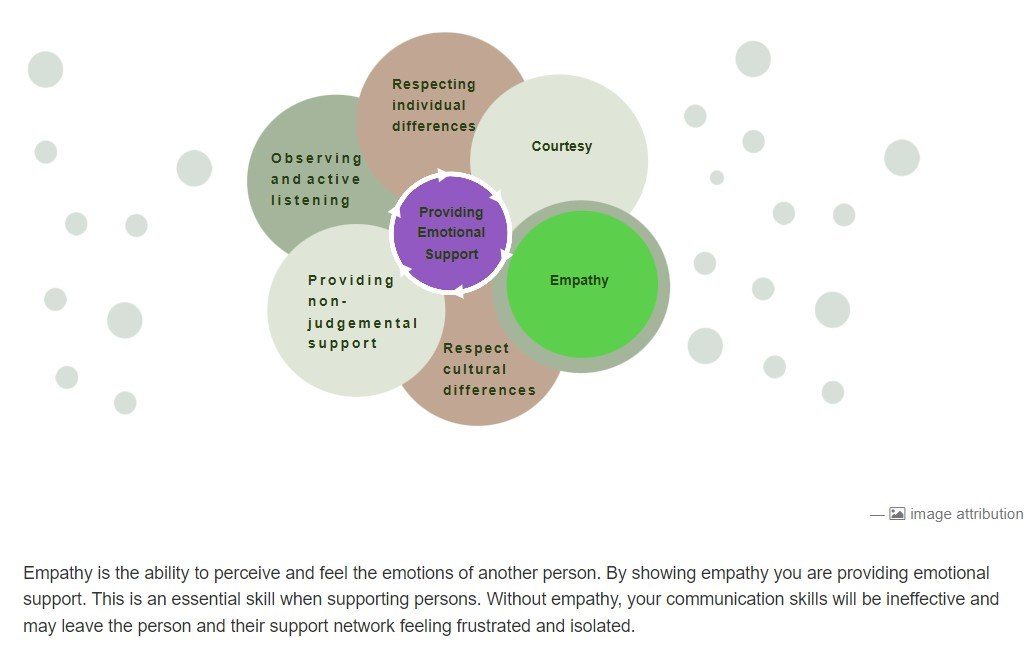 Respecting
individual
differences
Courtesy
Observing
and active
listening
Providing
Emotional
Support
Empathy
Providing
non-
judgemental
support
Respect
cultural
differences
— image attribution
Empathy is the ability to perceive and feel the emotions of another person. By showing empathy you are providing emotional
support. This is an essential skill when supporting persons. Without empathy, your communication skills will be ineffective and
may leave the person and their support network feeling frustrated and isolated.